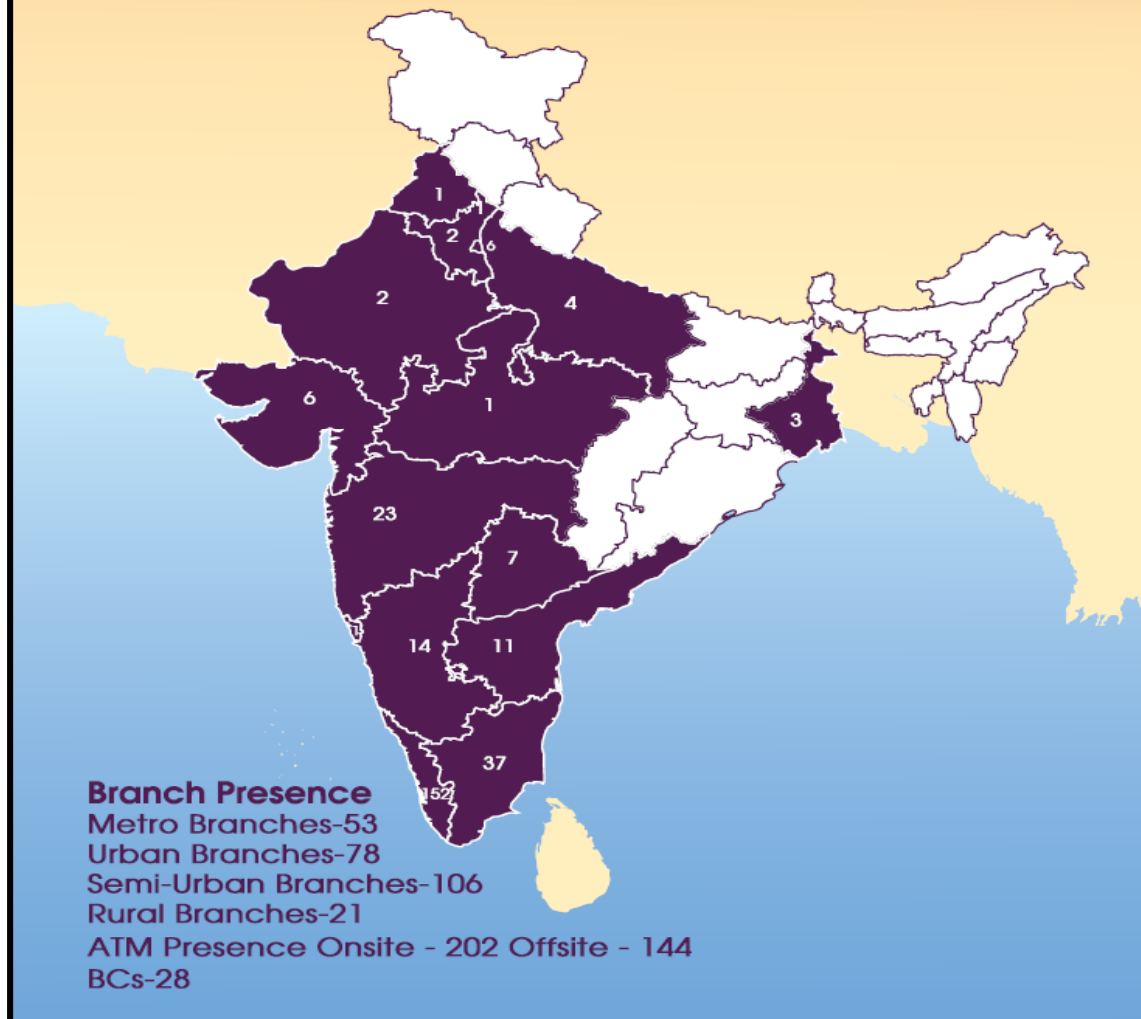 1
1
2
6
2
4
6
1
3
23
7
14
11
37
152
Branch Presence
Metro Branches-53
Urban Branches-78
Semi-Urban Branches-106
Rural Branches-21
ATM Presence Onsite - 202 Offsite - 144
BCs-28